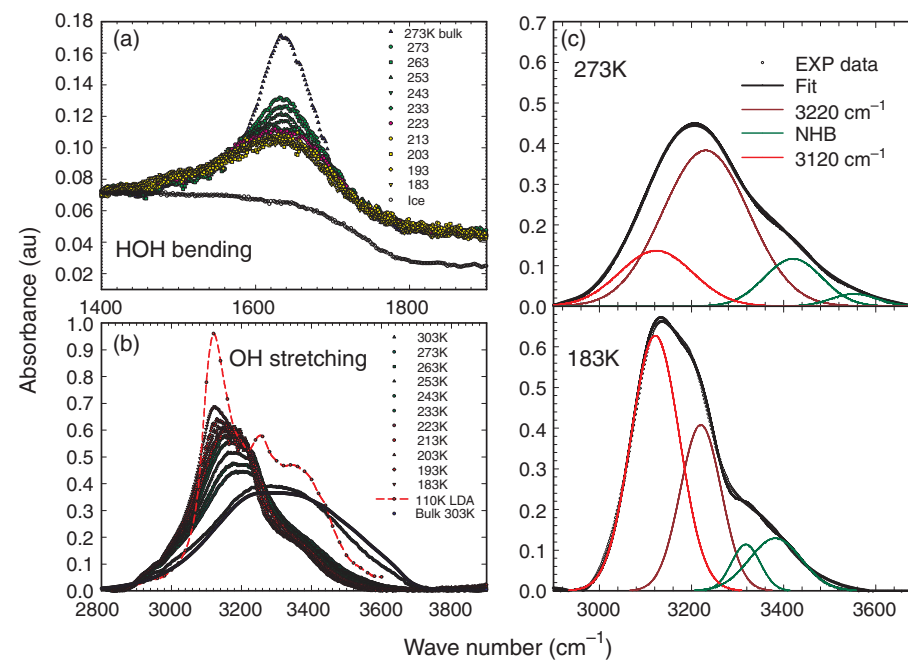 Absorbance (au)
(a)
0.18
0.16
0.14
0.12
0.10
0.08
0.06
0.04
0.02
273K bulk
273
263
253
243
233
223
213
203
193
183
Ice
HOH bending
1400
1600
1800
(b)
OH stretching
1.0
0.9
0.8
0.7
0.6
0.5
0.4
0.3
0.2
0.1
0.0
303K
273K
263K
253K
243K
233K
223K
213K
203K
193K
183K
110K LDA
Bulk 303K
2800
3000
3200
3400
3600
3800
(c)
273K
0.7
0.6
0.5
0.4
0.3
0.2
0.1
0.0
EXP data
Fit
3220 cm⁻¹
NHB
3120 cm⁻¹
183K
0.6
0.5
0.4
0.3
0.2
0.1
0.0
3000
3200
3400
3600
Wave number (cm⁻¹)